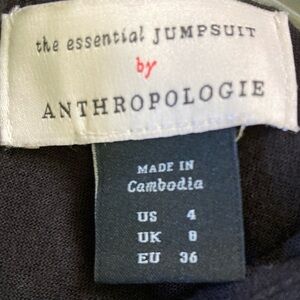 the essential JUMPSUIT
by
ANTHROPOLOGIE
MADE IN
Cambodia
US 4
UK 8
EU 36